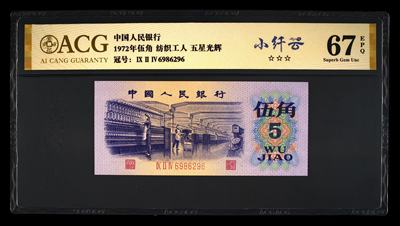 ACG
AI CANG GUARANTY
中国人民银行
1972年伍角 纺织工人 五星光辉
冠号: IX II IV 6986296
小纤云
☆☆☆
67
EPQ
Superb Gem Unc
中國人民銀行
伍角
5
WU
JIAO
IX II IV 6986296